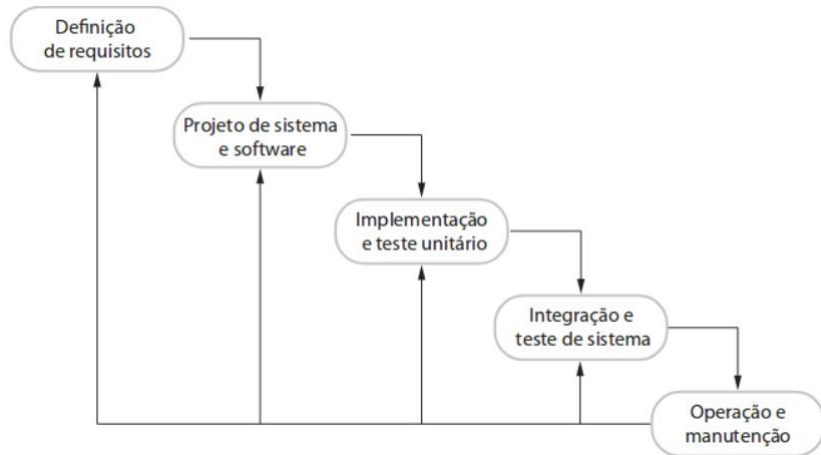 Definição
de requisitos
Projeto de sistema
e software
Implementação
e teste unitário
Integração e
teste de sistema
Operação e
manutenção